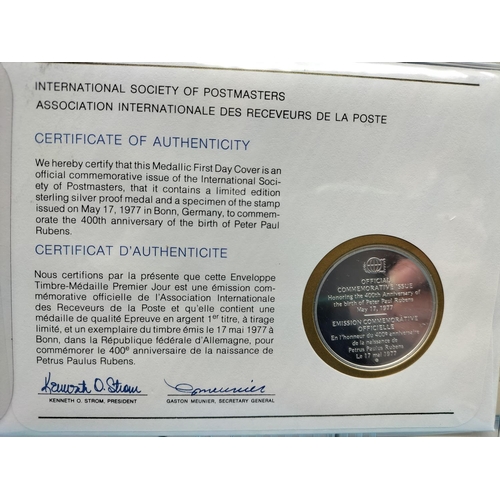 INTERNATIONAL SOCIETY OF POSTMASTERS
ASSOCIATION INTERNATIONALE DES RECEVEURS DE LA POSTE
CERTIFICATE OF AUTHENTICITY
We hereby certify that this Medallic First Day Cover is an
official commemorative issue of the International Soci-
ety of Postmasters, that it contains a limited edition
sterling silver proof medal and a specimen of the stamp
issued on May 17, 1977 in Bonn, Germany, to commem-
orate the 400th anniversary of the birth of Peter Paul
Rubens.
CERTIFICAT D'AUTHENTICITE
Nous certifions par la présente que cette Enveloppe
Timbre-Médaille Premier Jour est une émission com-
mémorative officielle de l'Association Internationale
des Receveurs de la Poste et qu'elle contient une
médaille de qualité Epreuve en argent 1er titre, à tirage
limité, et un exemplaire du timbre émis le 17 mai 1977 à
Bonn, dans la République fédérale d'Allemagne, pour
commémorer le 400e anniversaire de la naissance de
Petrus Paulus Rubens.
Kenneth O. Strom
GMeunier
KENNETH O. STROM, PRESIDENT
GASTON MEUNIER, SECRETARY GENERAL
OFFICIAL
COMMEMORATIVE ISSUE
Honoring the 400th Anniversary of
the birth of Peter Paul Rubens
May 17, 1977
EMISSION COMMEMORATIVE
OFFICIELLE
En l'honneur du 400e anniversaire
de la naissance de
Petrus Paulus Rubens
Le 17 mai 1977